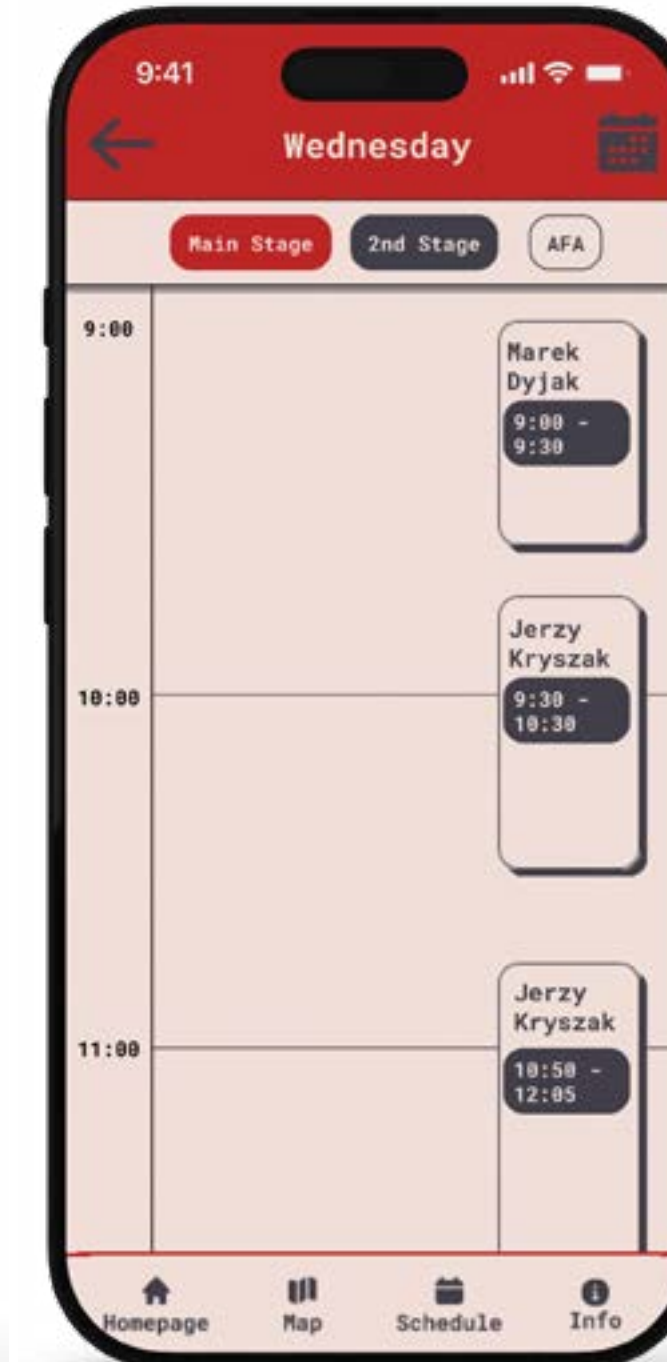 9:41
Wednesday
Main Stage
2nd Stage
AFA
9:00
Marek
Dyjak
9:00 -
9:30
Jerzy
Kryszak
10:00
9:30 -
10:30
Jerzy
Kryszak
11:00
10:50 -
12:05
Homepage
Map
Schedule
Info